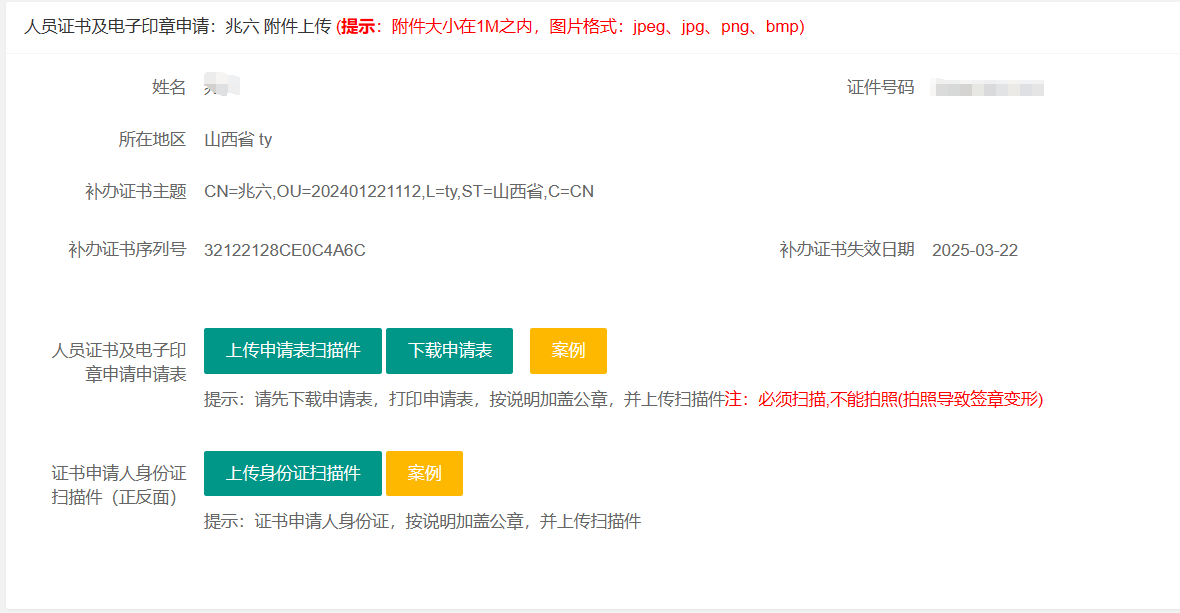 人员证书及电子印章申请：兆六 附件上传 (提示：附件大小在1M之内，图片格式：jpeg、jpg、png、bmp)
姓名
证件号码
所在地区 山西省 ty
补办证书主题 CN=兆六,OU=202401221112,L=ty,ST=山西省,C=CN
补办证书序列号 32122128CE0C4A6C 补办证书失效日期 2025-03-22
人员证书及电子印
章申请申请表
上传申请表扫描件 下载申请表 案例
提示：请先下载申请表，打印申请表，按说明加盖公章，并上传扫描件注：必须扫描,不能拍照(拍照导致签章变形)
证书申请人身份证
扫描件（正反面）
上传身份证扫描件 案例
提示：证书申请人身份证，按说明加盖公章，并上传扫描件